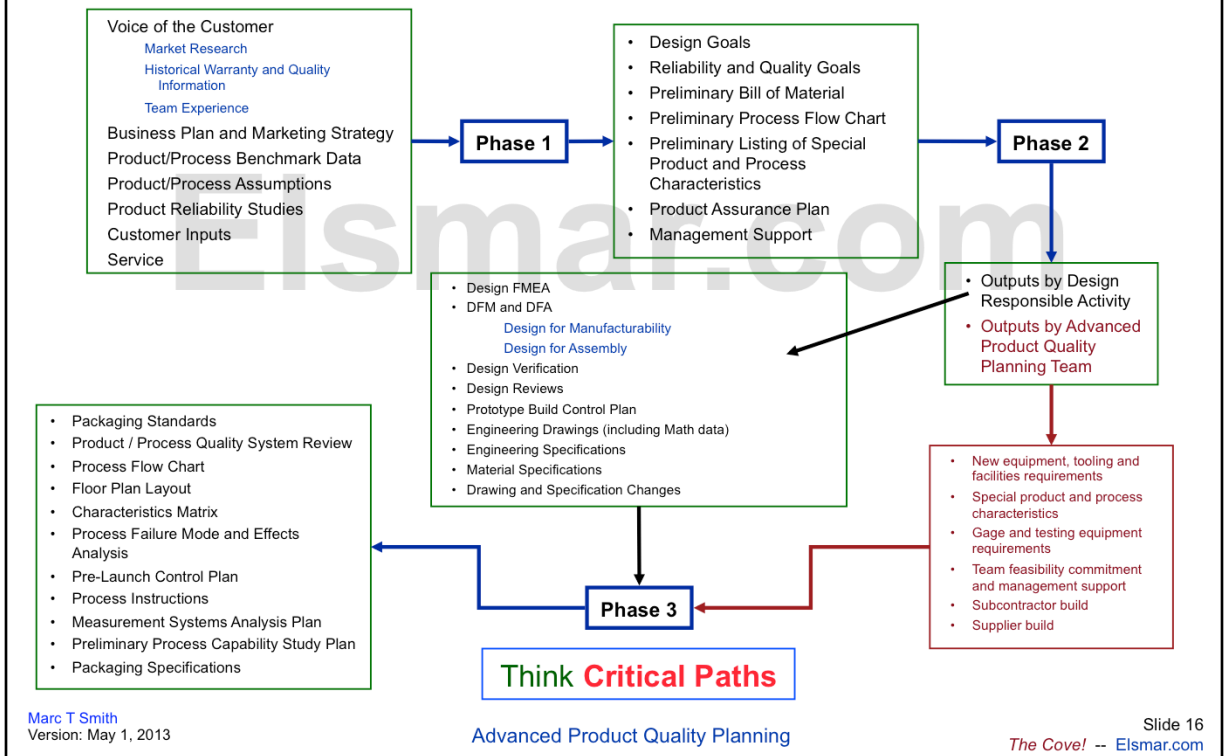 Voice of the Customer
Market Research
Historical Warranty and Quality
Information
Team Experience
Business Plan and Marketing Strategy
Product/Process Benchmark Data
Product/Process Assumptions
Product Reliability Studies
Customer Inputs
Service
Phase 1
• Design Goals
• Reliability and Quality Goals
• Preliminary Bill of Material
• Preliminary Process Flow Chart
• Preliminary Listing of Special
Product and Process
Characteristics
• Product Assurance Plan
• Management Support
Phase 2
Elsmar.com
• Outputs by Design
Responsible Activity
• Outputs by Advanced
Product Quality
Planning Team
• Design FMEA
• DFM and DFA
Design for Manufacturability
Design for Assembly
• Design Verification
• Design Reviews
• Prototype Build Control Plan
• Engineering Drawings (including Math data)
• Engineering Specifications
• Material Specifications
• Drawing and Specification Changes
• New equipment, tooling and
facilities requirements
• Special product and process
characteristics
• Gage and testing equipment
requirements
• Team feasibility commitment
and management support
• Subcontractor build
• Supplier build
Phase 3
• Packaging Standards
• Product / Process Quality System Review
• Process Flow Chart
• Floor Plan Layout
• Characteristics Matrix
• Process Failure Mode and Effects
Analysis
• Pre-Launch Control Plan
• Process Instructions
• Measurement Systems Analysis Plan
• Preliminary Process Capability Study Plan
• Packaging Specifications
Think Critical Paths
Marc T Smith
Version: May 1, 2013
Advanced Product Quality Planning
Slide 16
The Cove! -- Elsmar.com